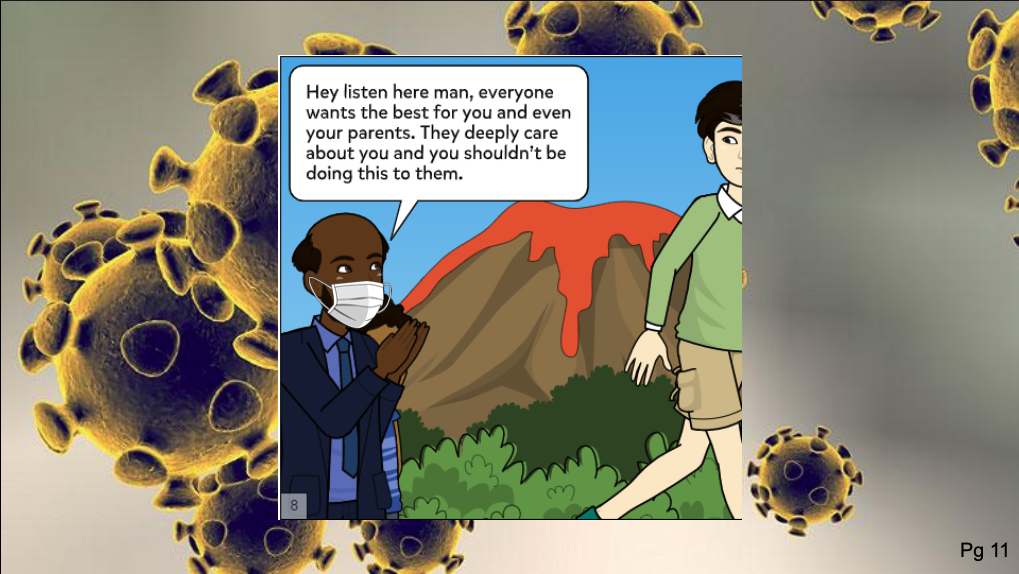 Hey listen here man, everyone
wants the best for you and even
your parents. They deeply care
about you and you shouldn’t be
doing this to them.
8
Pg 11